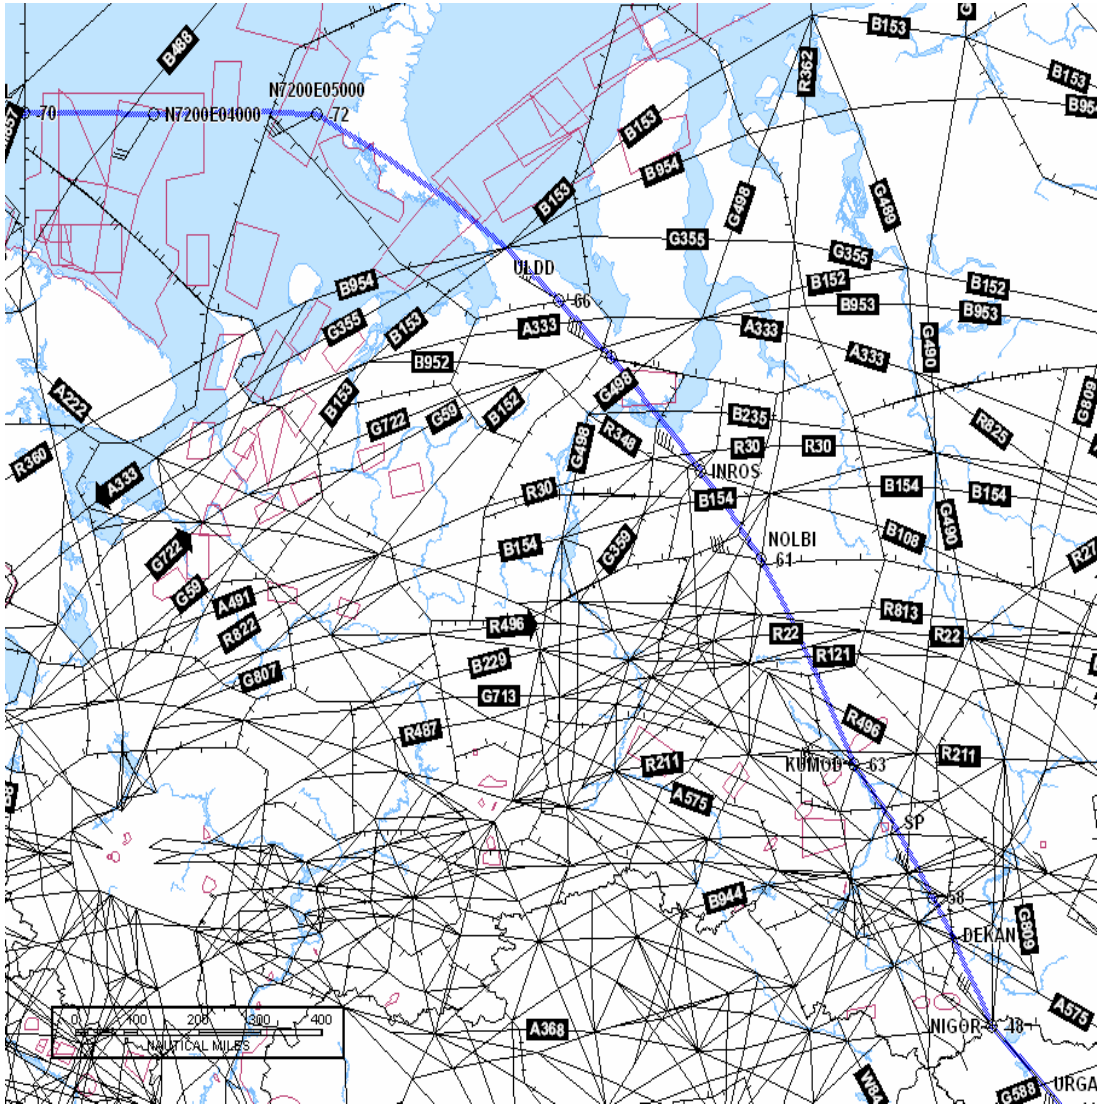 G
B153
B488
R362
B153
N7200E05000
B954
-70
N7200E04000
-72
B153
B954
B153
G498
G489
G355
G355
ULDD
B954
B152
B152
-66
B953
B953
G355
B153
A333
A333
G490
B952
A333
G498
B153
A222
G722
G59
B152
B235
G809
R349
R825
G498
R30
R30
R360
INROS
A333
R30
B154
B154
B154
G490
B108
NOLBI
G722
B154
G359
-61
R27
G59
A491
R813
R496
R822
R22
R22
R121
B229
G807
G713
R487
R496
R211
R211
KUMOD
-63
A575
SP
B944
-58
G809
DEKAN
0 100 200 300 400
NAUTICAL MILES
A575
A368
NIGOR
-48
URGA
W84
G588